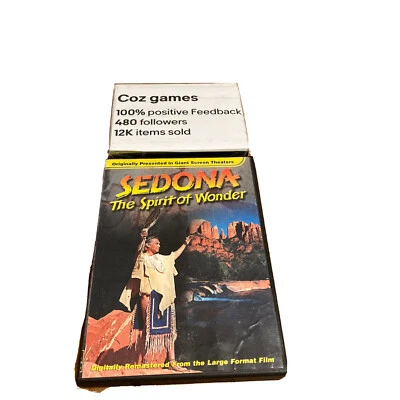 Coz games
100% positive Feedback
480 followers
12K items sold
Originally Presented in Giant Screen Theaters
SEDONA
The Spirit of Wonder
Digitally Remastered From the Large Format Film